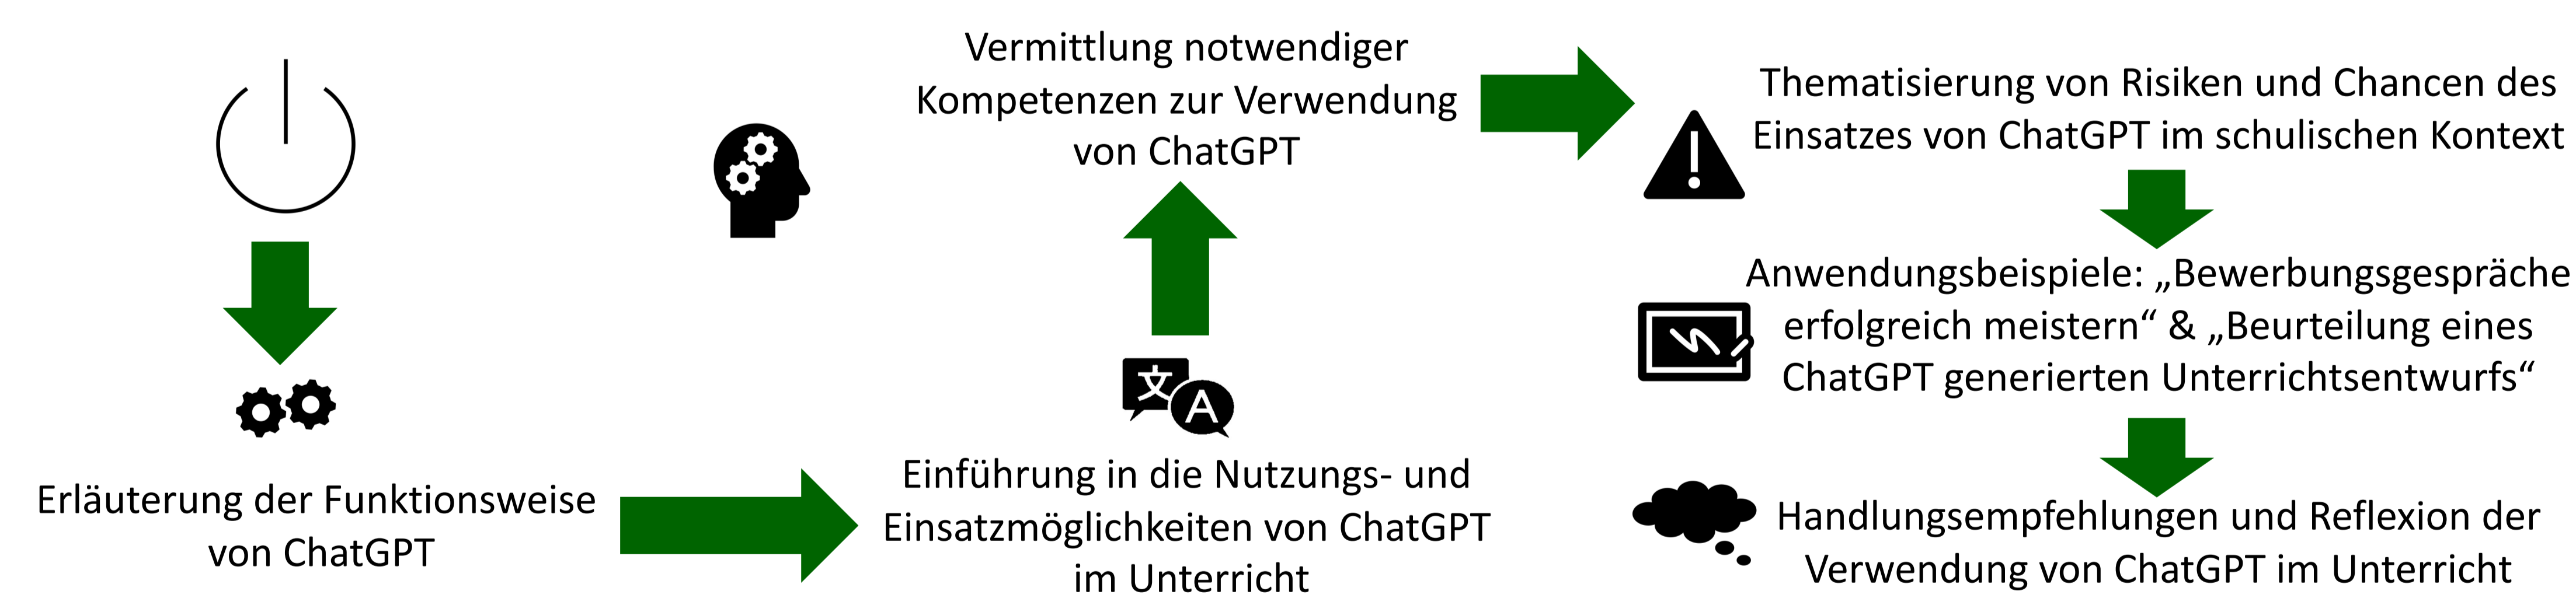 Erläuterung der Funktionsweise
von ChatGPT
文
A
Einführung in die Nutzungs- und
Einsatzmöglichkeiten von ChatGPT
im Unterricht
Vermittlung notwendiger
Kompetenzen zur Verwendung
von ChatGPT
Thematisierung von Risiken und Chancen des
Einsatzes von ChatGPT im schulischen Kontext
Anwendungsbeispiele: „Bewerbungsgespräche
erfolgreich meistern“ & „Beurteilung eines
ChatGPT generierten Unterrichtsentwurfs“
Handlungsempfehlungen und Reflexion der
Verwendung von ChatGPT im Unterricht